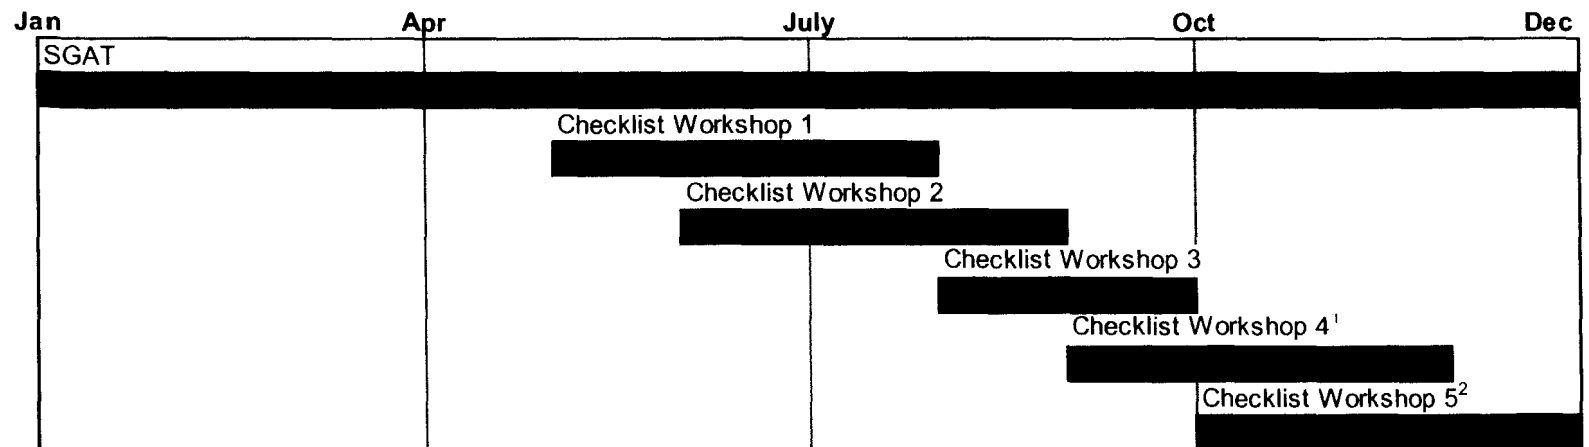 Jan Apr July Oct Dec
SGAT
Checklist Workshop 1
Checklist Workshop 2
Checklist Workshop 3
Checklist Workshop 4¹
Checklist Workshop 5²